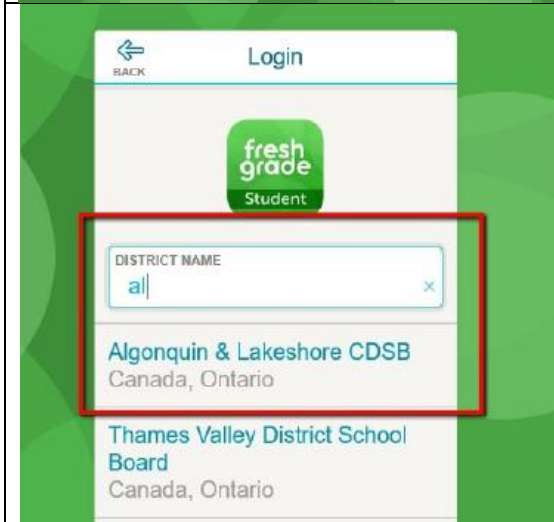 BACK
Login
fresh
grade
Student
DISTRICT NAME
al
×
Algonquin & Lakeshore CDSB
Canada, Ontario
Thames Valley District School
Board
Canada, Ontario